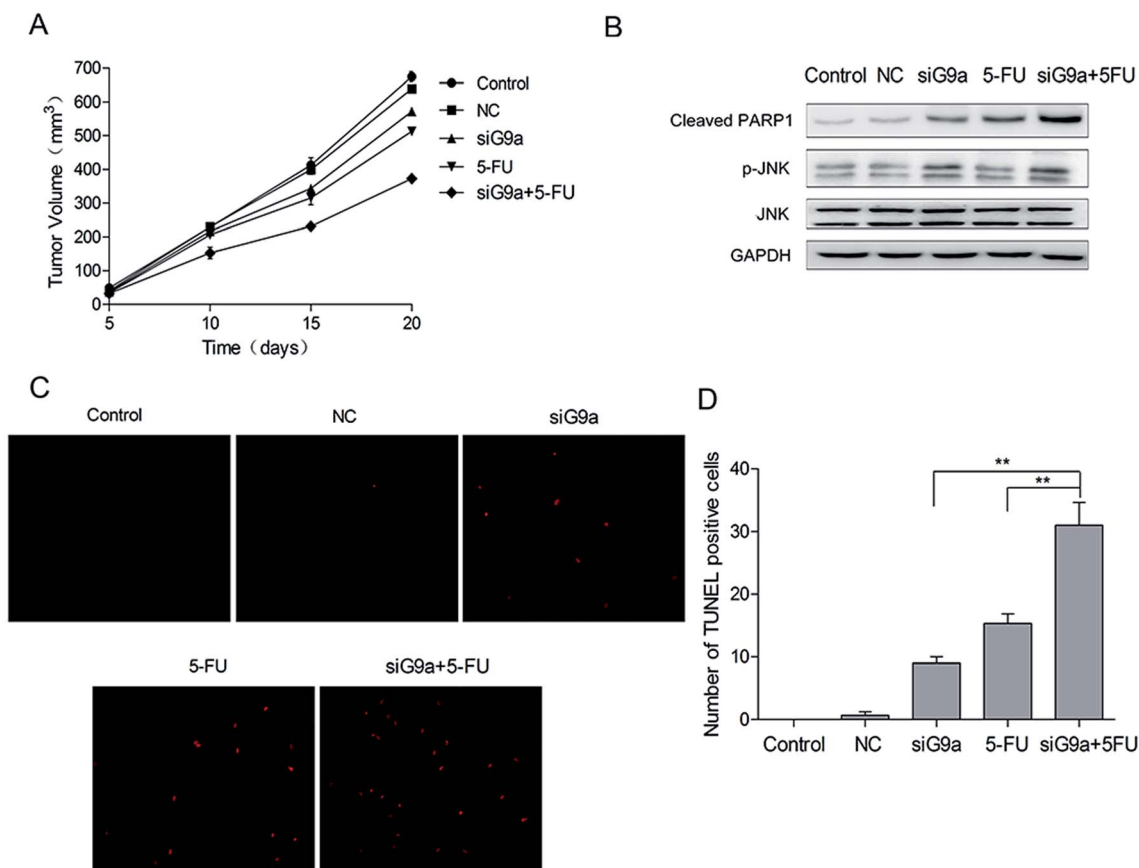 A
700
600
500
400
300
200
100
0
5 10 15 20
Tumor Volume（mm3）
Time（days）
Control
NC
siG9a
5-FU
siG9a+5-FU
B
Control NC siG9a 5-FU siG9a+5FU
Cleaved PARP1
p-JNK
JNK
GAPDH
C
Control NC siG9a
5-FU siG9a+5-FU
D
Number of TUNEL positive cells
40
30
20
10
0
**
**
Control NC siG9a 5-FU siG9a+5FU